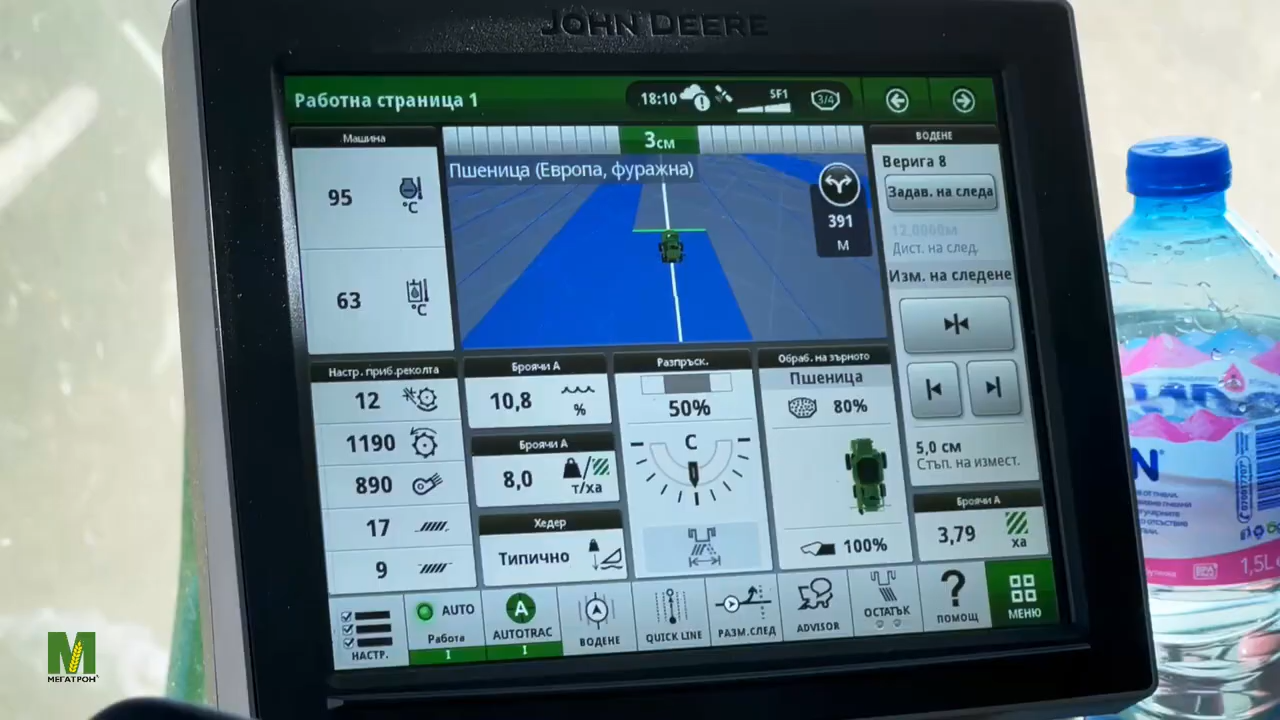 JOHN DEERE
Работна страница 1
18:10
SF1
3/4
Машина
95
°C
63
°C
3см
Пшеница (Европа, фуражна)
391
м
ВОДЕНЕ
Верига 8
Задав. на следа
12,0000м
Дист. на след.
Изм. на следене
5,0 см
Стъп. на измест.
Настр. приб.реколта
12
1190
890
17
9
Броячи A
10,8
%
Броячи A
8,0
т/ха
Хедер
Типично
Разпръск.
50%
C
Обраб. на зърното
Пшеница
80%
100%
Броячи A
3,79
ха
НАСТР.
AUTO
Работа
1
A
AUTOTRAC
1
ВОДЕНЕ
QUICK LINE
РАЗМ.СЛЕД
ADVISOR
ОСТАТЪК
?
ПОМОЩ
МЕНЮ
1,5L
М
МЕГАТРОН